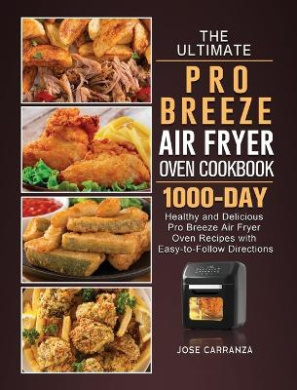 THE
ULTIMATE
PRO
BREEZE
AIR FRYER
OVEN COOKBOOK
1000-DAY
Healthy and Delicious
Pro Breeze Air Fryer
Oven Recipes with
Easy-to-Follow Directions
JOSE CARRANZA